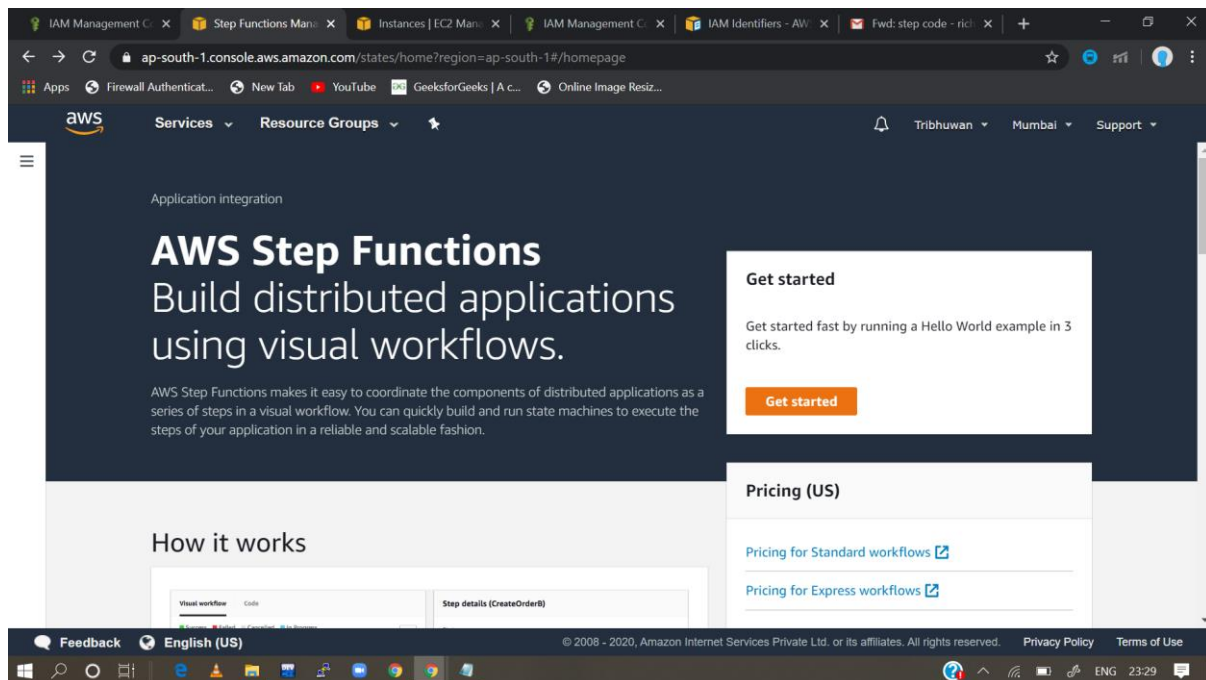 IAM Management C
Step Functions Mana
Instances | EC2 Mana
IAM Management C
IAM Identifiers - AW
Fwd: step code - rich
ap-south-1.console.aws.amazon.com/states/home?region=ap-south-1#/homepage
Apps
Firewall Authenticat...
New Tab
YouTube
GeeksforGeeks | A c...
Online Image Resiz...
aws
Services
Resource Groups
Tribhuwan
Mumbai
Support
Application integration
AWS Step Functions
Build distributed applications
using visual workflows.
AWS Step Functions makes it easy to coordinate the components of distributed applications as a
series of steps in a visual workflow. You can quickly build and run state machines to execute the
steps of your application in a reliable and scalable fashion.
Get started
Get started fast by running a Hello World example in 3
clicks.
Get started
Pricing (US)
Pricing for Standard workflows
Pricing for Express workflows
How it works
Visual workflow
Code
Step details (CreateOrderB)
Feedback
English (US)
© 2008 - 2020, Amazon Internet Services Private Ltd. or its affiliates. All rights reserved.
Privacy Policy
Terms of Use
ENG
23:29